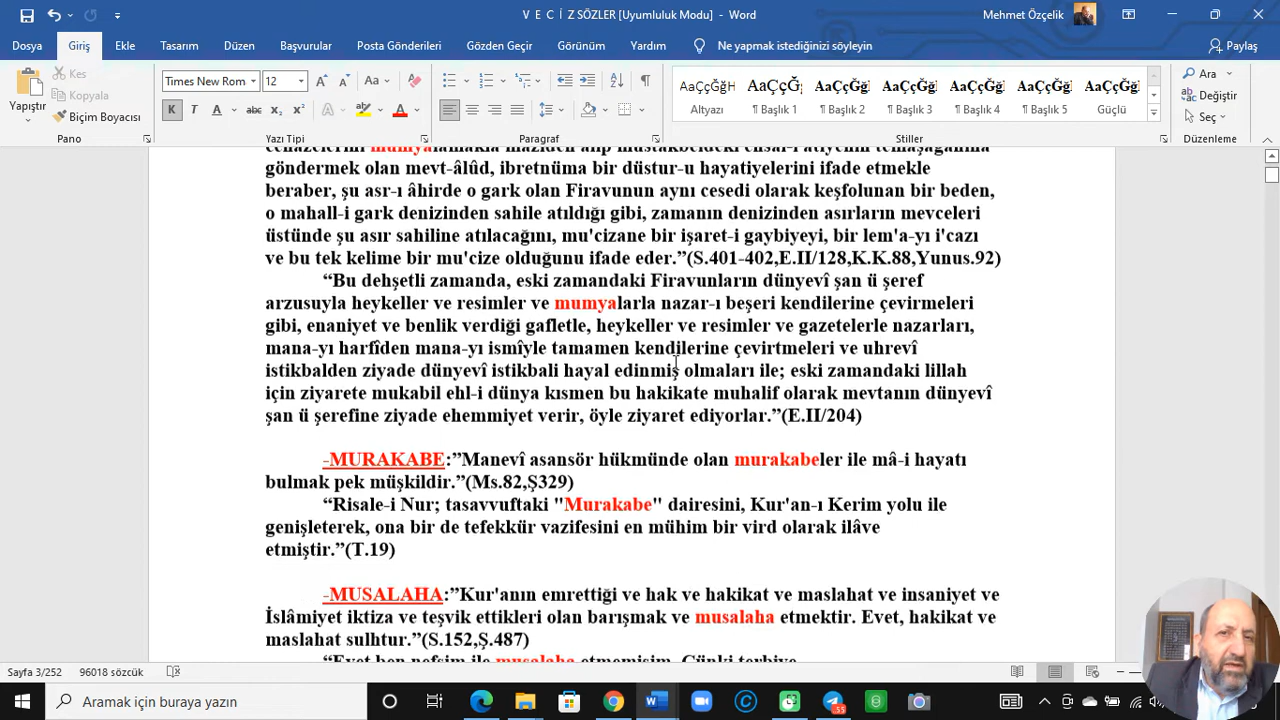 V E C İ Z SÖZLER [Uyumluluk Modu] - Word
Mehmet Özçelik
Dosya Giriş Ekle Tasarım Düzen Başvurular Posta Gönderileri Gözden Geçir Görünüm Yardım Ne yapmak istediğinizi söyleyin Paylaş
Yapıştır
Kes
Kopyala
Biçim Boyacısı
Pano
Times New Rom 12
Yazı Tipi
Paragraf
AaÇçĞğH Altyazı
AaÇçĞ ¶ Başlık 1
AaÇçĞğ ¶ Başlık 2
AaÇçĞğ ¶ Başlık 3
AaÇçĞğ ¶ Başlık 4
AaÇçĞğ ¶ Başlık 5
AaÇçĞğ Güçlü
Stiller
Ara
Değiştir
Seç
Düzenleme
göndermek olan mevt-âlûd, ibretnüma bir düstur-u hayatiyelerini ifade etmekle
beraber, şu asr-ı âhirde o gark olan Firavunun aynı cesedi olarak keşfolunan bir beden,
o mahall-i gark denizinden sahile atıldığı gibi, zamanın denizinden asırların mevceleri
üstünde şu asır sahiline atılacağını, mu'cizane bir işaret-i gaybiyeyi, bir lem'a-yı i'cazı
ve bu tek kelime bir mu'cize olduğunu ifade eder.”(S.401-402,E.II/128,K.K.88,Yunus.92)
“Bu dehşetli zamanda, eski zamandaki Firavunların dünyevî şan ü şeref
arzusuyla heykeller ve resimler ve mumyalarla nazar-ı beşeri kendilerine çevirmeleri
gibi, enaniyet ve benlik verdiği gafletle, heykeller ve resimler ve gazetelerle nazarları,
mana-yı harfîden mana-yı ismîyle tamamen kendilerine çevirtmeleri ve uhrevî
istikbalden ziyade dünyevî istikbali hayal edinmiş olmaları ile; eski zamandaki lillah
için ziyarete mukabil ehl-i dünya kısmen bu hakikate muhalif olarak mevtanın dünyevî
şan ü şerefine ziyade ehemmiyet verir, öyle ziyaret ediyorlar.”(E.II/204)
-MURAKABE:”Manevî asansör hükmünde olan murakabeler ile mâ-i hayatı
bulmak pek müşkildir.”(Ms.82,Ş329)
“Risale-i Nur; tasavvuftaki "Murakabe" dairesini, Kur'an-ı Kerim yolu ile
genişleterek, ona bir de tefekkür vazifesini en mühim bir vird olarak ilâve
etmiştir.”(T.19)
-MUSALAHA:”Kur'anın emrettiği ve hak ve hakikat ve maslahat ve insaniyet ve
İslâmiyet iktiza ve teşvik ettikleri olan barışmak ve musalaha etmektir. Evet, hakikat ve
maslahat sulhtur.”(S.152,Ş.487)
Sayfa 3/252 96018 sözcük
Aramak için buraya yazın
55